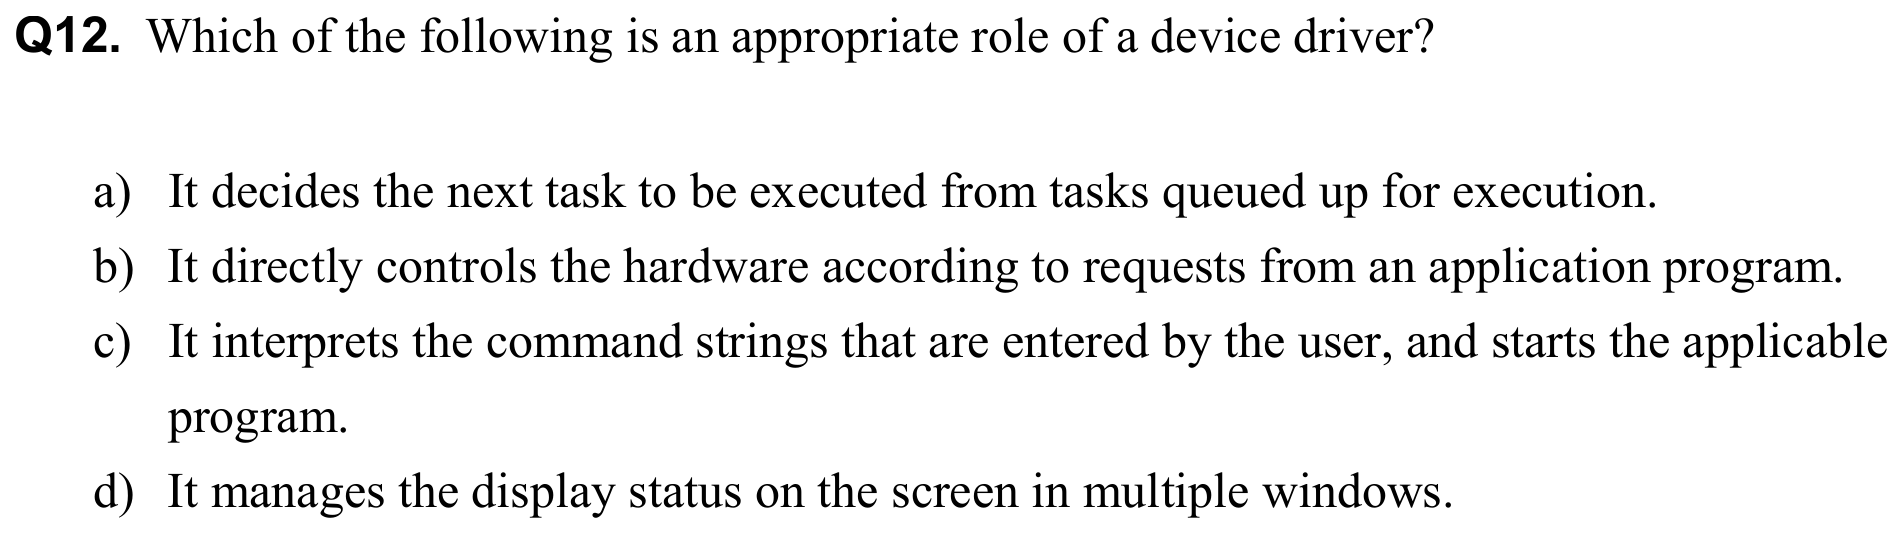 Q12. Which of the following is an appropriate role of a device driver?
a) It decides the next task to be executed from tasks queued up for execution.
b) It directly controls the hardware according to requests from an application program.
c) It interprets the command strings that are entered by the user, and starts the applicable
program.
d) It manages the display status on the screen in multiple windows.